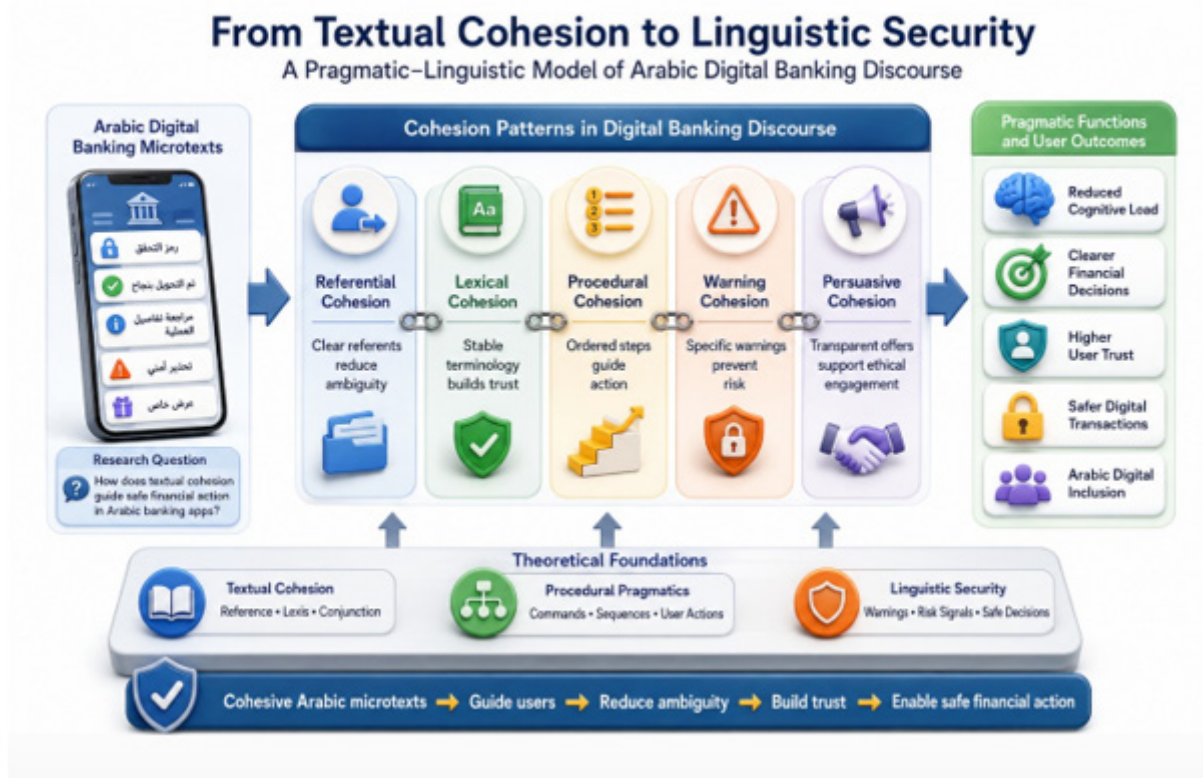 From Textual Cohesion to Linguistic Security
A Pragmatic–Linguistic Model of Arabic Digital Banking Discourse
Arabic Digital
Banking Microtexts
رمز التحقق
تم التحويل بنجاح
مراجعة تفاصيل
العملية
تحذير أمني
عرض خاص
Research Question
?
How does textual cohesion
guide safe financial action
in Arabic banking apps?
Cohesion Patterns in Digital Banking Discourse
Referential
Cohesion
Clear referents
reduce
ambiguity
Aa
Lexical
Cohesion
Stable
terminology
builds trust
1
2
3
Procedural
Cohesion
Ordered steps
guide
action
Warning
Cohesion
Specific warnings
prevent
risk
Persuasive
Cohesion
Transparent offers
support ethical
engagement
Pragmatic Functions
and User Outcomes
Reduced
Cognitive Load
Clearer
Financial
Decisions
Higher
User Trust
Safer Digital
Transactions
Arabic Digital
Inclusion
Theoretical Foundations
Textual Cohesion
Reference • Lexis • Conjunction
Procedural Pragmatics
Commands • Sequences • User Actions
Linguistic Security
Warnings • Risk Signals • Safe Decisions
Cohesive Arabic microtexts → Guide users → Reduce ambiguity → Build trust → Enable safe financial action